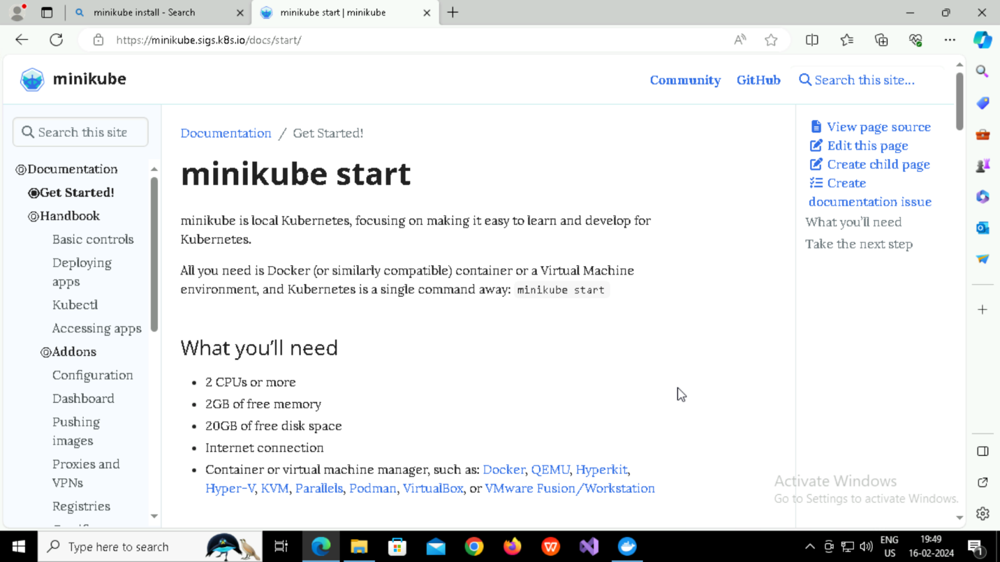 minikube install - Search
minikube start | minikube
https://minikube.sigs.k8s.io/docs/start/
minikube
Community
GitHub
Search this site...
Search this site
Documentation
Get Started!
Handbook
Basic controls
Deploying
apps
Kubectl
Accessing apps
Addons
Configuration
Dashboard
Pushing
images
Proxies and
VPNs
Registries
Documentation / Get Started!
minikube start
minikube is local Kubernetes, focusing on making it easy to learn and develop for
Kubernetes.
All you need is Docker (or similarly compatible) container or a Virtual Machine
environment, and Kubernetes is a single command away: minikube start
What you’ll need
• 2 CPUs or more
• 2GB of free memory
• 20GB of free disk space
• Internet connection
• Container or virtual machine manager, such as: Docker, QEMU, Hyperkit,
Hyper-V, KVM, Parallels, Podman, VirtualBox, or VMware Fusion/Workstation
View page source
Edit this page
Create child page
Create
documentation issue
What you’ll need
Take the next step
Activate Windows
Go to Settings to activate Windows.
Type here to search
ENG
US
19:49
16-02-2024
1